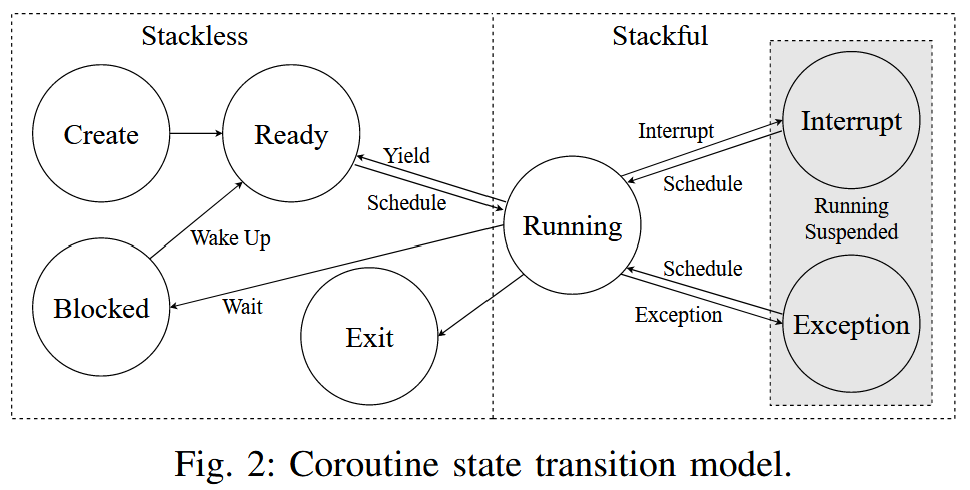 Stackless
Stackful
Create
Ready
Yield
Schedule
Wake Up
Blocked
Wait
Exit
Running
Interrupt
Schedule
Interrupt
Running
Suspended
Schedule
Exception
Exception
Fig. 2: Coroutine state transition model.